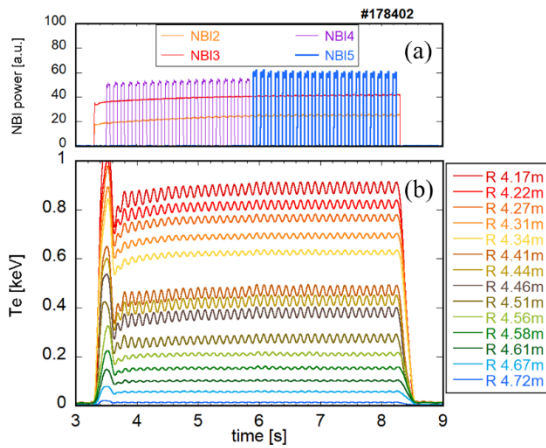 #178402
NBI2 NBI4
NBI3 NBI5
(a)
NBI power [a.u.]
100
80
60
40
20
0
(b)
Te [keV]
1
0.8
0.6
0.4
0.2
0
3 4 5 6 7 8 9
time [s]
R 4.17m
R 4.22m
R 4.27m
R 4.31m
R 4.34m
R 4.41m
R 4.44m
R 4.46m
R 4.51m
R 4.56m
R 4.58m
R 4.61m
R 4.67m
R 4.72m